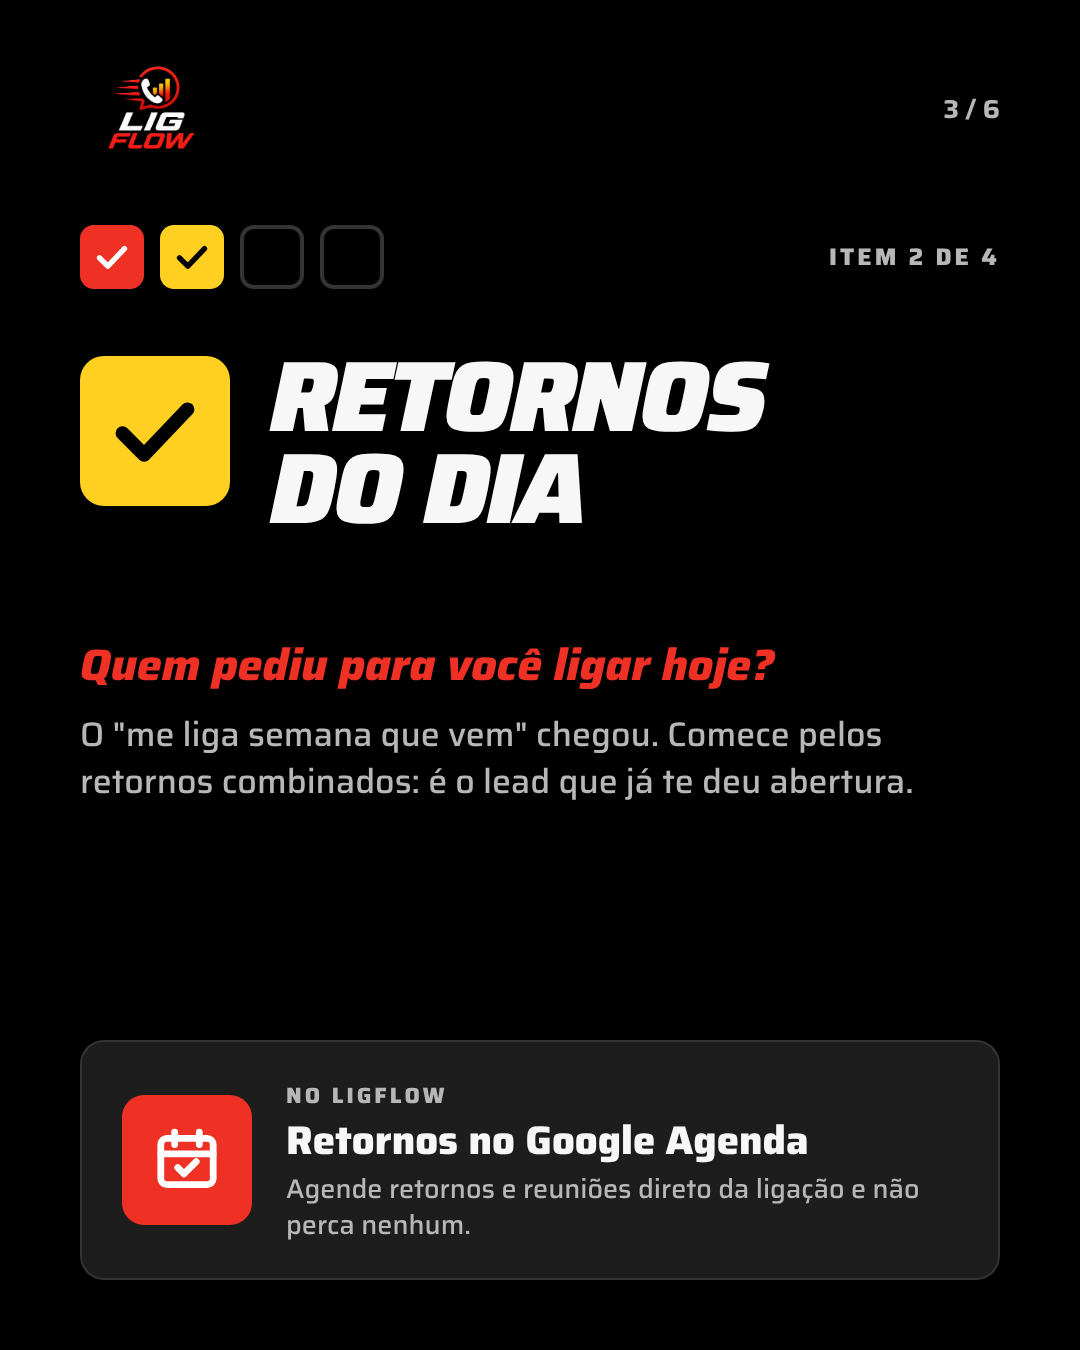 LIG
FLOW
3 / 6
ITEM 2 DE 4
RETORNOS
DO DIA
Quem pediu para você ligar hoje?
O "me liga semana que vem" chegou. Comece pelos
retornos combinados: é o lead que já te deu abertura.
NO LIGFLOW
Retornos no Google Agenda
Agende retornos e reuniões direto da ligação e não
perca nenhum.